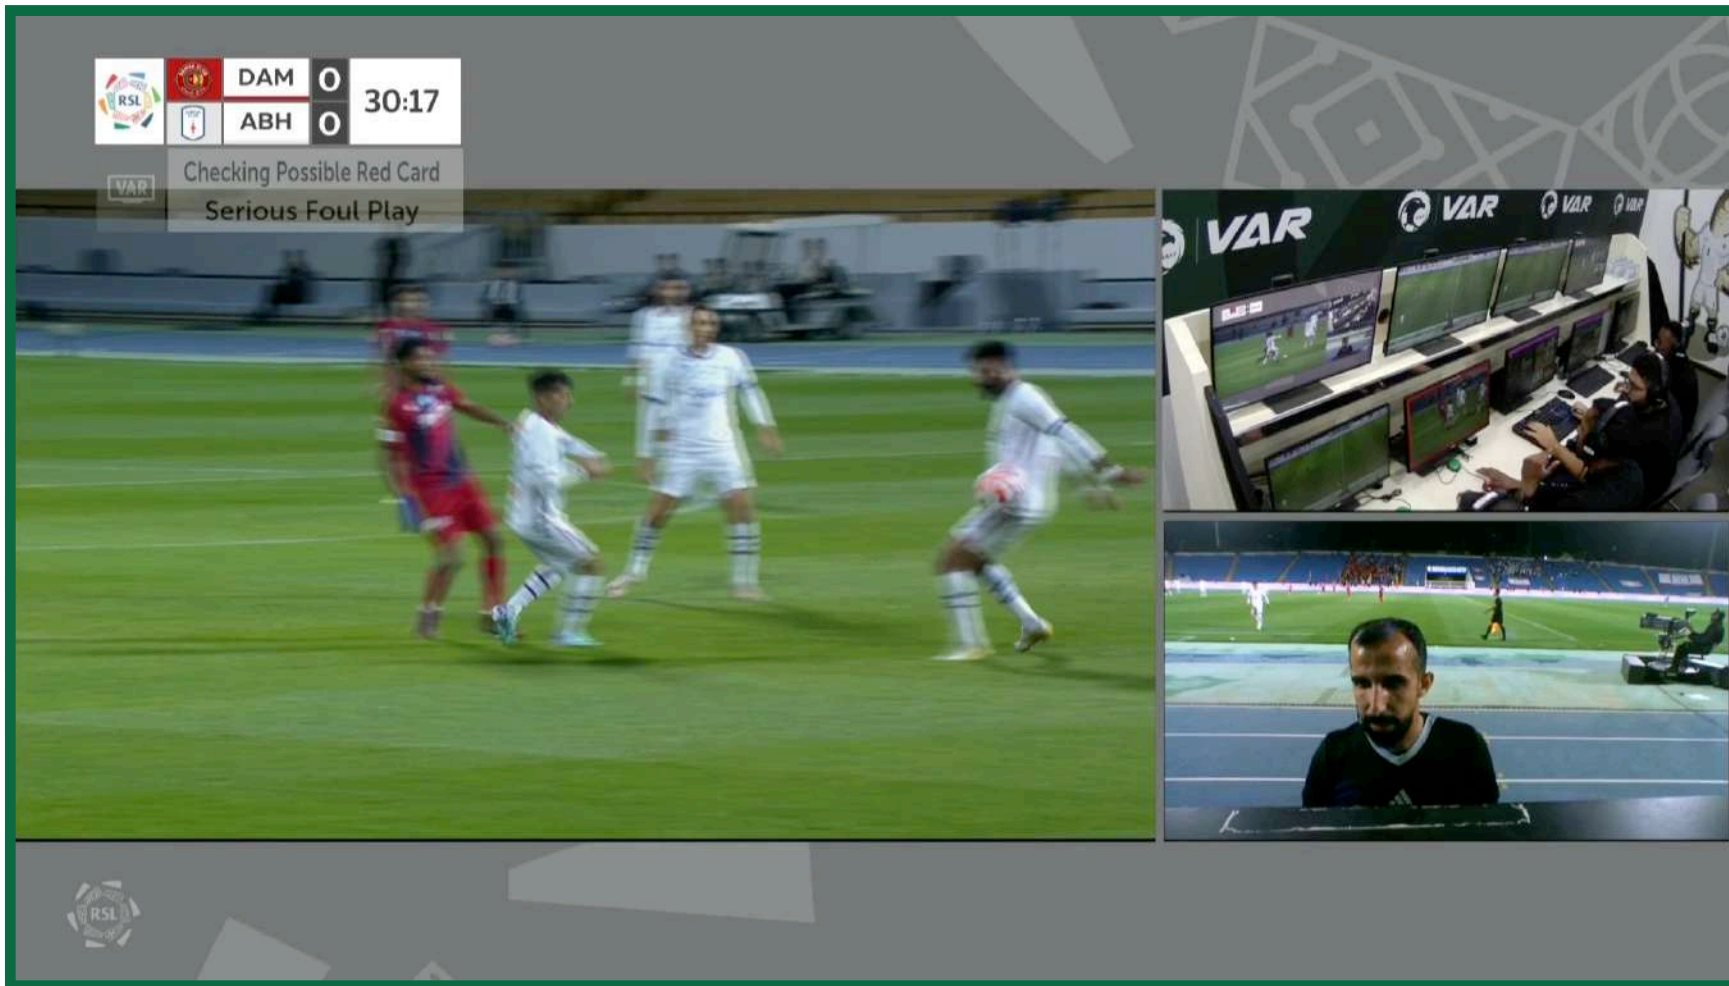 RSL
DAM 0
ABH 0
30:17
VAR
Checking Possible Red Card
Serious Foul Play
VAR
VAR
VAR
VAR
RSL